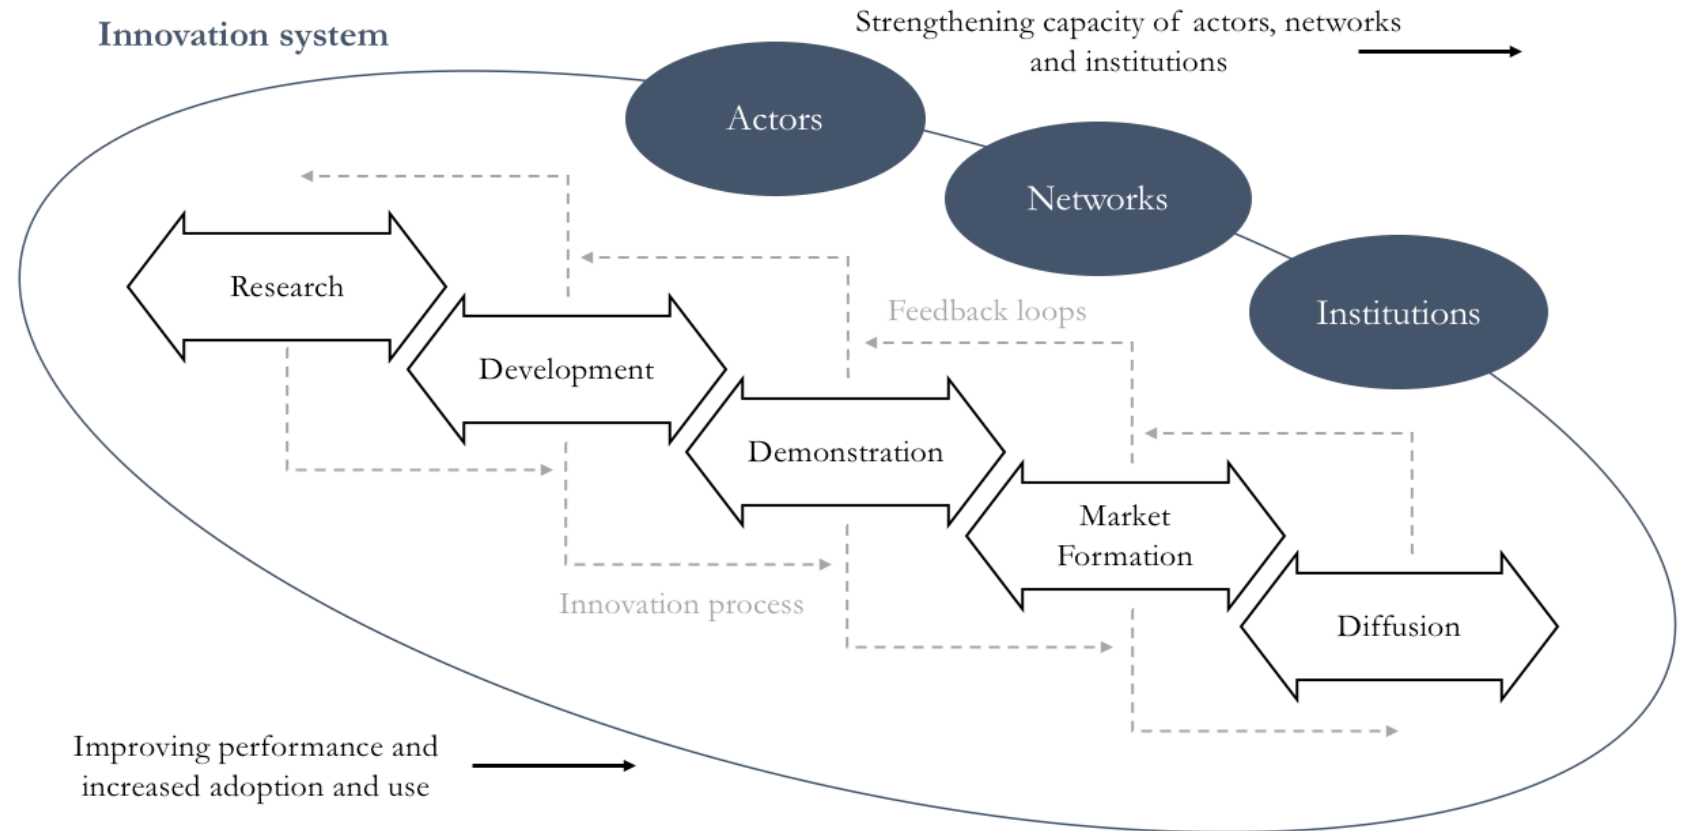 Innovation system
Strengthening capacity of actors, networks
and institutions
Actors
Networks
Institutions
Research
Development
Feedback loops
Demonstration
Market
Formation
Innovation process
Diffusion
Improving performance and
increased adoption and use